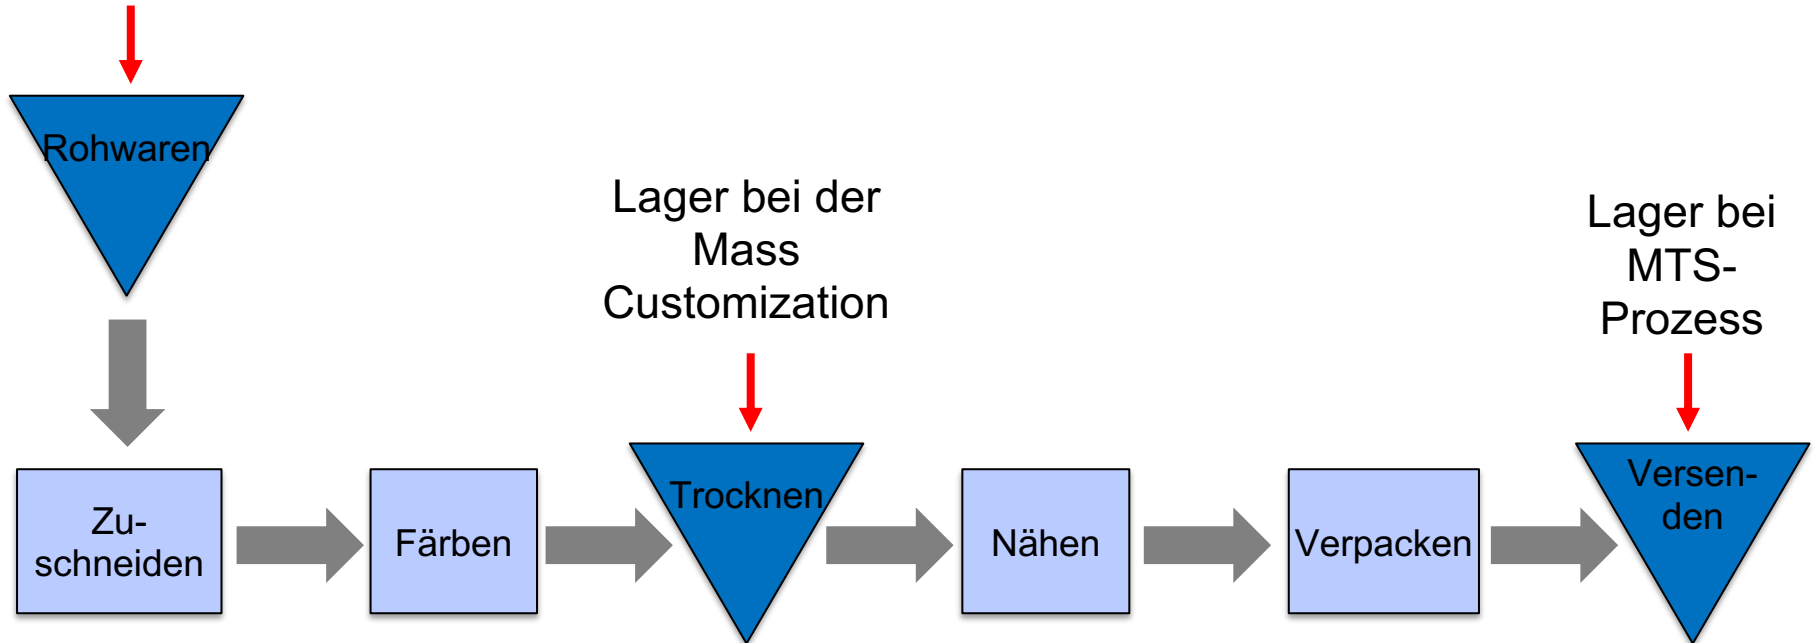 Rohwaren
Lager bei der
Mass
Customization
Lager bei
MTS-
Prozess
Zu-
schneiden
Färben
Trocknen
Nähen
Verpacken
Versen-
den